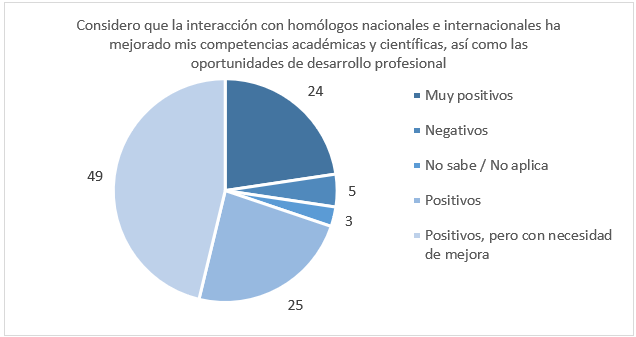 Considero que la interacción con homólogos nacionales e internacionales ha
mejorado mis competencias académicas y científicas, así como las
oportunidades de desarrollo profesional
24
5
3
25
49
Muy positivos
Negativos
No sabe / No aplica
Positivos
Positivos, pero con necesidad
de mejora